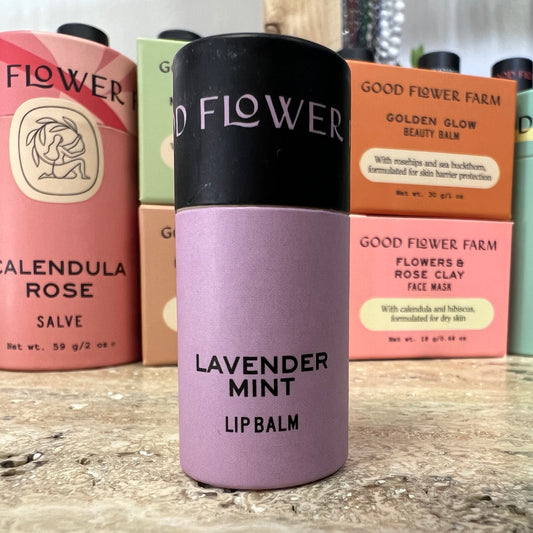 FLOWER
CALENDULA
ROSE
SALVE
Net wt. 59 g/2 oz
D FLOWER
LAVENDER
MINT
LIP BALM
GOOD FLOWER FARM
GOLDEN GLOW
BEAUTY BALM
With rosehips and sea buckthorn,
formulated for skin barrier protection
Net wt. 30 g/1 oz
GOOD FLOWER FARM
FLOWERS &
ROSE CLAY
FACE MASK
With calendula and hibiscus,
formulated for dry skin
Net wt. 18 g/0.64 oz